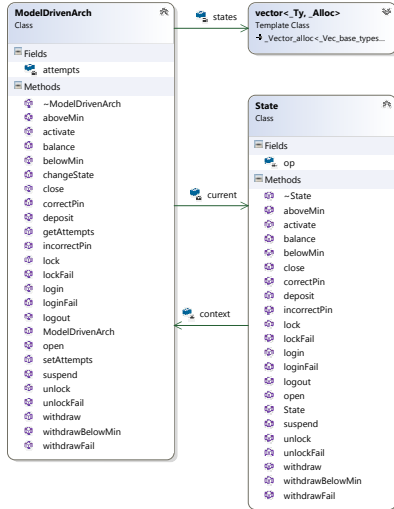 ModelDrivenArch
Class
Fields
attempts
Methods
~ModelDrivenArch
aboveMin
activate
balance
belowMin
changeState
close
correctPin
deposit
getAttempts
incorrectPin
lock
lockFail
login
loginFail
logout
ModelDrivenArch
open
setAttempts
suspend
unlock
unlockFail
withdraw
withdrawBelowMin
withdrawFail
states
current
context
vector<_Ty, _Alloc>
Template Class
_Vector_alloc<_Vec_base_types...
State
Class
Fields
op
Methods
~State
aboveMin
activate
balance
belowMin
close
correctPin
deposit
incorrectPin
lock
lockFail
login
loginFail
logout
open
State
suspend
unlock
unlockFail
withdraw
withdrawBelowMin
withdrawFail